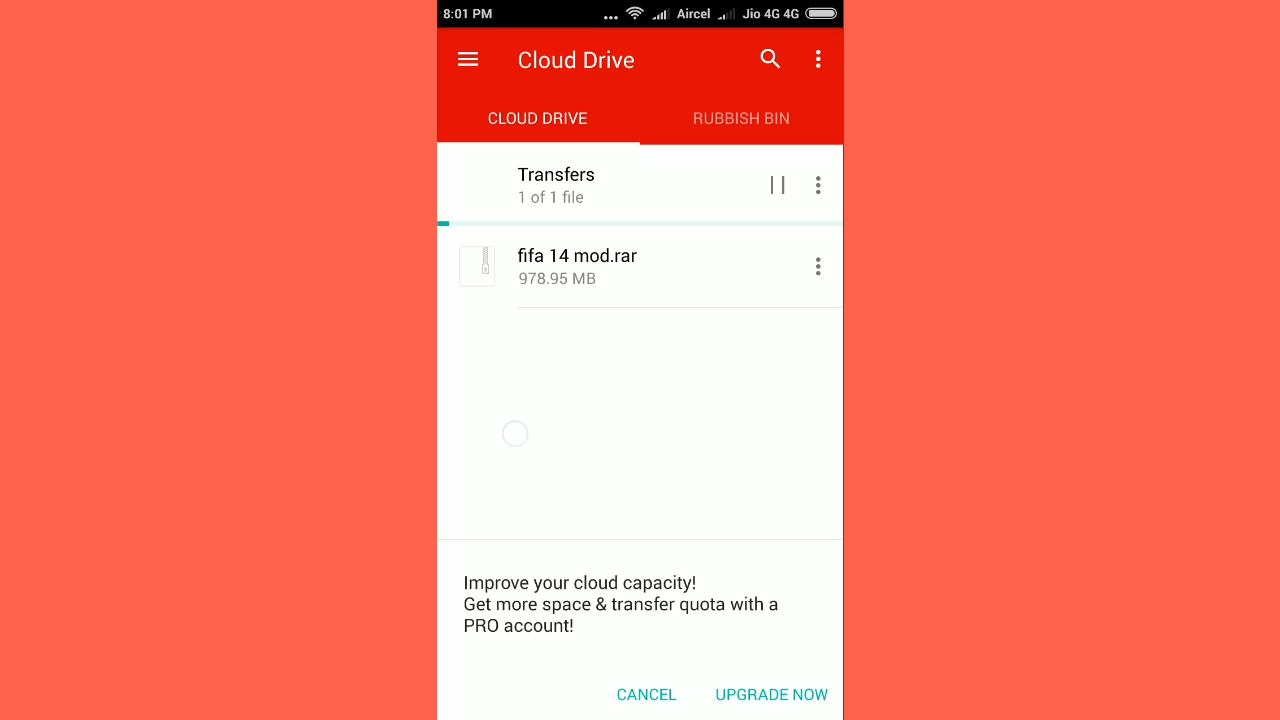 8:01 PM ... Aircel Jio 4G 4G
Cloud Drive
CLOUD DRIVE RUBBISH BIN
Transfers
1 of 1 file
fifa 14 mod.rar
978.95 MB
Improve your cloud capacity!
Get more space & transfer quota with a
PRO account!
CANCEL UPGRADE NOW